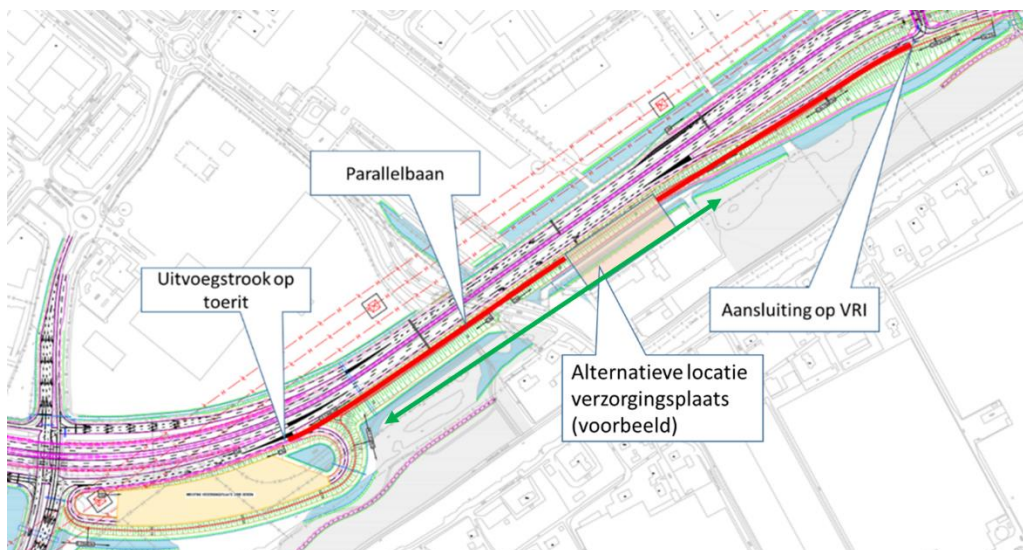 Parallelbaan
Uitvoegstrook op
toerit
Aansluiting op VRI
Alternatieve locatie
verzorgingsplaats
(voorbeeld)